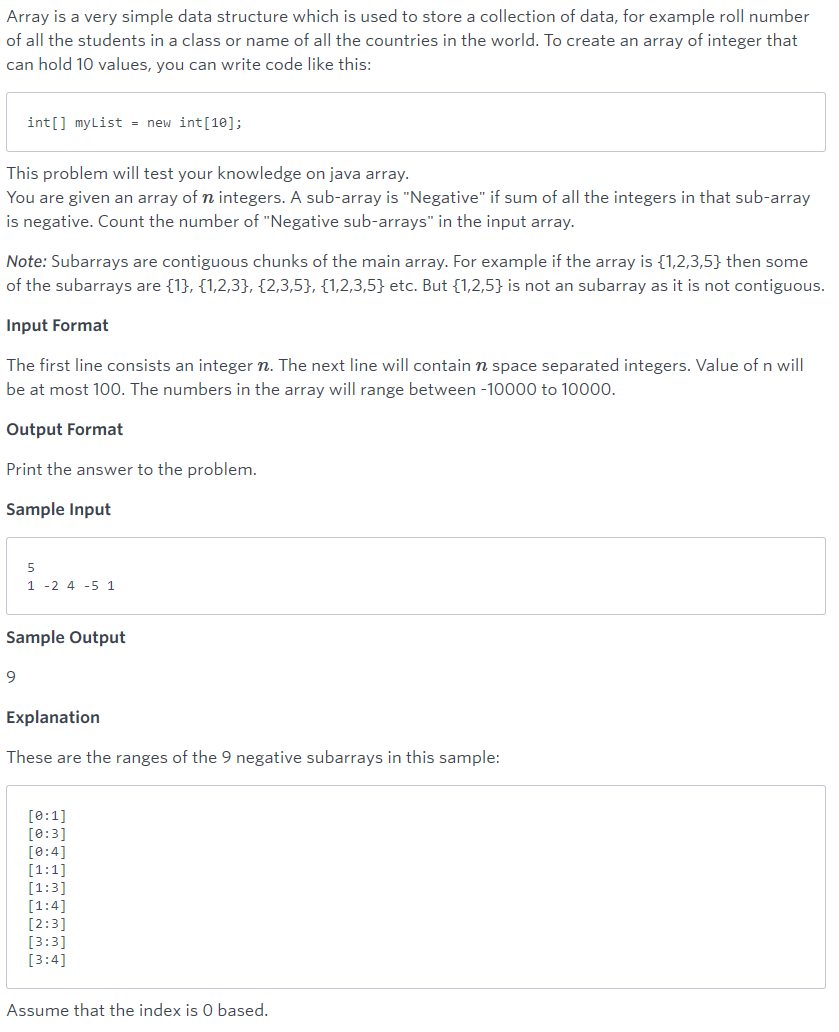 Array is a very simple data structure which is used to store a collection of data, for example roll number
of all the students in a class or name of all the countries in the world. To create an array of integer that
can hold 10 values, you can write code like this:
int[] myList = new int[10];
This problem will test your knowledge on java array.
You are given an array of n integers. A sub-array is "Negative" if sum of all the integers in that sub-array
is negative. Count the number of "Negative sub-arrays" in the input array.
Note: Subarrays are contiguous chunks of the main array. For example if the array is {1,2,3,5} then some
of the subarrays are {1}, {1,2,3}, {2,3,5}, {1,2,3,5} etc. But {1,2,5} is not an subarray as it is not contiguous.
Input Format
The first line consists an integer n. The next line will contain n space separated integers. Value of n will
be at most 100. The numbers in the array will range between -10000 to 10000.
Output Format
Print the answer to the problem.
Sample Input
5
1 -2 4 -5 1
Sample Output
9
Explanation
These are the ranges of the 9 negative subarrays in this sample:
[0:1]
[0:3]
[0:4]
[1:1]
[1:3]
[1:4]
[2:3]
[3:3]
[3:4]
Assume that the index is 0 based.